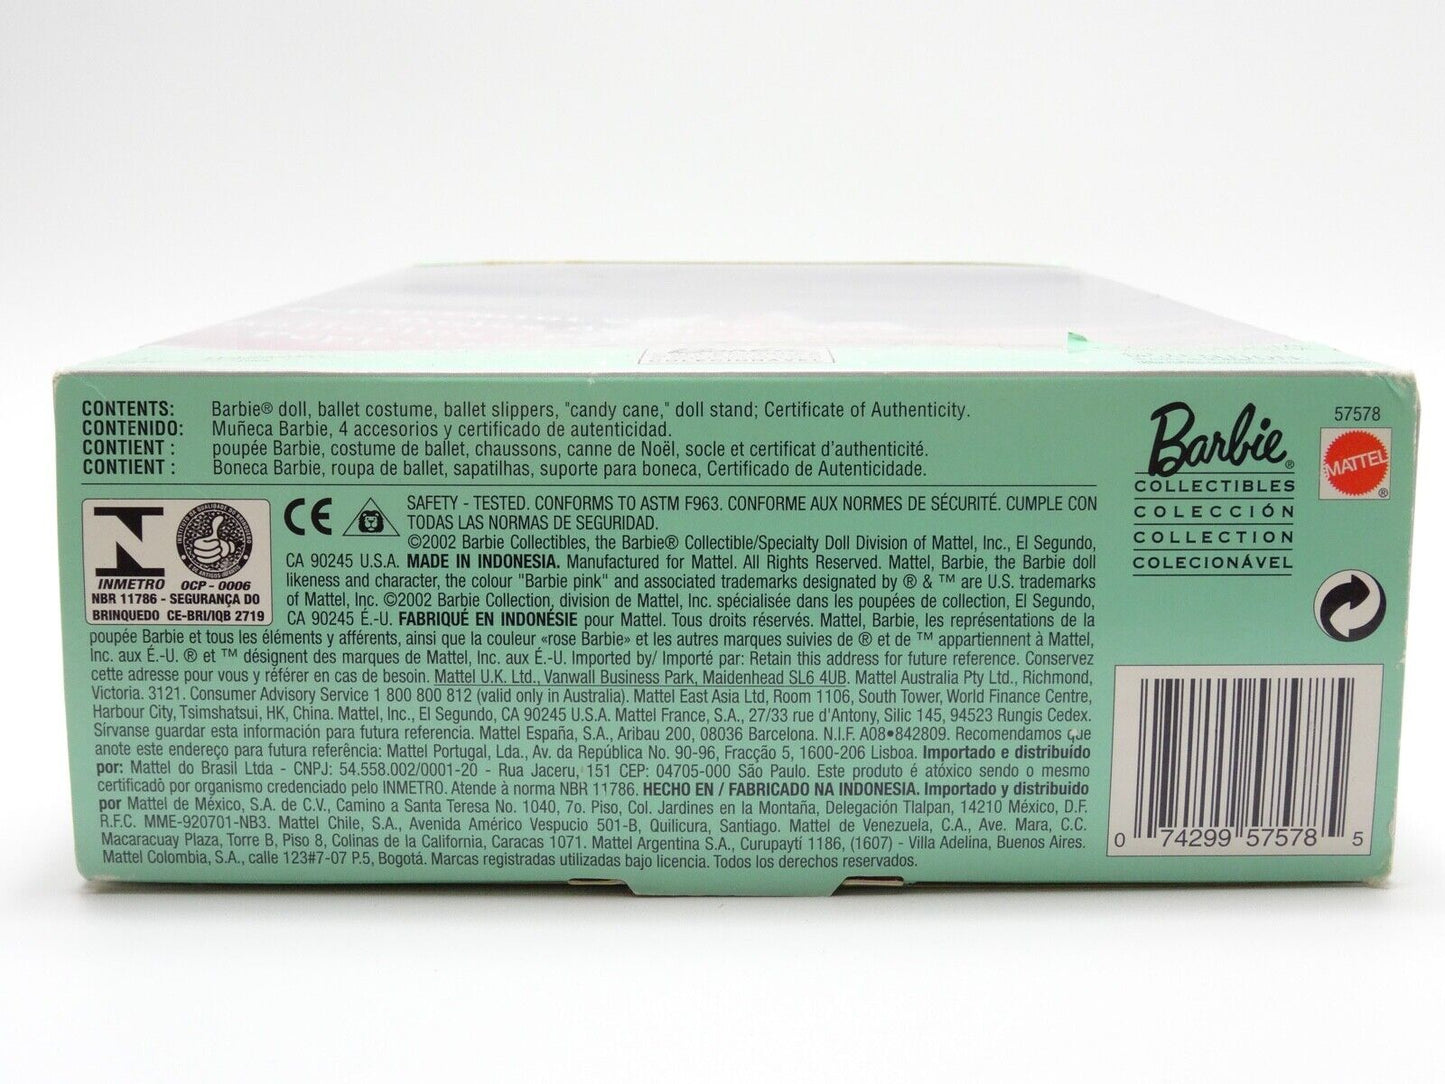 CONTENTS: Barbie® doll, ballet costume, ballet slippers, "candy cane," doll stand; Certificate of Authenticity.
CONTENIDO: Muñeca Barbie, 4 accesorios y certificado de autenticidad.
CONTIENT : poupée Barbie, costume de ballet, chaussons, canne de Noël, socle et certificat d'authenticité.
CONTIENT : Boneca Barbie, roupa de ballet, sapatilhas, suporte para boneca, Certificado de Autenticidade.
INMETRO OCP - 0006
NBR 11786 - SEGURANÇA DO
BRINQUEDO CE-BRI/IQB 2719
CE
SAFETY - TESTED. CONFORMS TO ASTM F963. CONFORME AUX NORMES DE SÉCURITÉ. CUMPLE CON
TODAS LAS NORMAS DE SEGURIDAD.
©2002 Barbie Collectibles, the Barbie® Collectible/Specialty Doll Division of Mattel, Inc., El Segundo,
CA 90245 U.S.A. MADE IN INDONESIA. Manufactured for Mattel. All Rights Reserved. Mattel, Barbie, the Barbie doll
likeness and character, the colour "Barbie pink" and associated trademarks designated by ® & ™ are U.S. trademarks
of Mattel, Inc. ©2002 Barbie Collection, division de Mattel, Inc. spécialisée dans les poupées de collection, El Segundo,
CA 90245 É.-U. FABRIQUÉ EN INDONÉSIE pour Mattel. Tous droits réservés. Mattel, Barbie, les représentations de la
poupée Barbie et tous les éléments y afférents, ainsi que la couleur «rose Barbie» et les autres marques suivies de ® et de ™ appartiennent à Mattel,
Inc. aux É.-U. ® et ™ désignent des marques de Mattel, Inc. aux É.-U. Imported by/ Importé par: Retain this address for future reference. Conservez
cette adresse pour vous y référer en cas de besoin. Mattel U.K. Ltd., Vanwall Business Park, Maidenhead SL6 4UB. Mattel Australia Pty Ltd., Richmond,
Victoria. 3121. Consumer Advisory Service 1 800 800 812 (valid only in Australia). Mattel East Asia Ltd, Room 1106, South Tower, World Finance Centre,
Harbour City, Tsimshatsui, HK, China. Mattel, Inc., El Segundo, CA 90245 U.S.A. Mattel France, S.A., 27/33 rue d'Antony, Silic 145, 94523 Rungis Cedex.
Sírvanse guardar esta información para futura referencia. Mattel España, S.A., Aribau 200, 08036 Barcelona. N.I.F. A08•842809. Recomendamos que
anote este endereço para futura referência: Mattel Portugal, Lda., Av. da República No. 90-96, Fracção 5, 1600-206 Lisboa. Importado e distribuído
por: Mattel do Brasil Ltda - CNPJ: 54.558.002/0001-20 - Rua Jaceru, 151 CEP: 04705-000 São Paulo. Este produto é atóxico sendo o mesmo
certificado por organismo credenciado pelo INMETRO. Atende à norma NBR 11786. HECHO EN / FABRICADO NA INDONESIA. Importado y distribuido
por Mattel de México, S.A. de C.V., Camino a Santa Teresa No. 1040, 7o. Piso, Col. Jardines en la Montaña, Delegación Tlalpan, 14210 México, D.F.
R.F.C. MME-920701-NB3. Mattel Chile, S.A., Avenida Américo Vespucio 501-B, Quilicura, Santiago. Mattel de Venezuela, C.A., Ave. Mara, C.C.
Macaracuay Plaza, Torre B, Piso 8, Colinas de la California, Caracas 1071. Mattel Argentina S.A., Curupaytí 1186, (1607) - Villa Adelina, Buenos Aires.
Mattel Colombia, S.A., calle 123#7-07 P.5, Bogotá. Marcas registradas utilizadas bajo licencia. Todos los derechos reservados.
Barbie®
COLLECTIBLES
COLECCIÓN
COLLECTION
COLECIONÁVEL
57578
MATTEL®
0 74299 57578 5